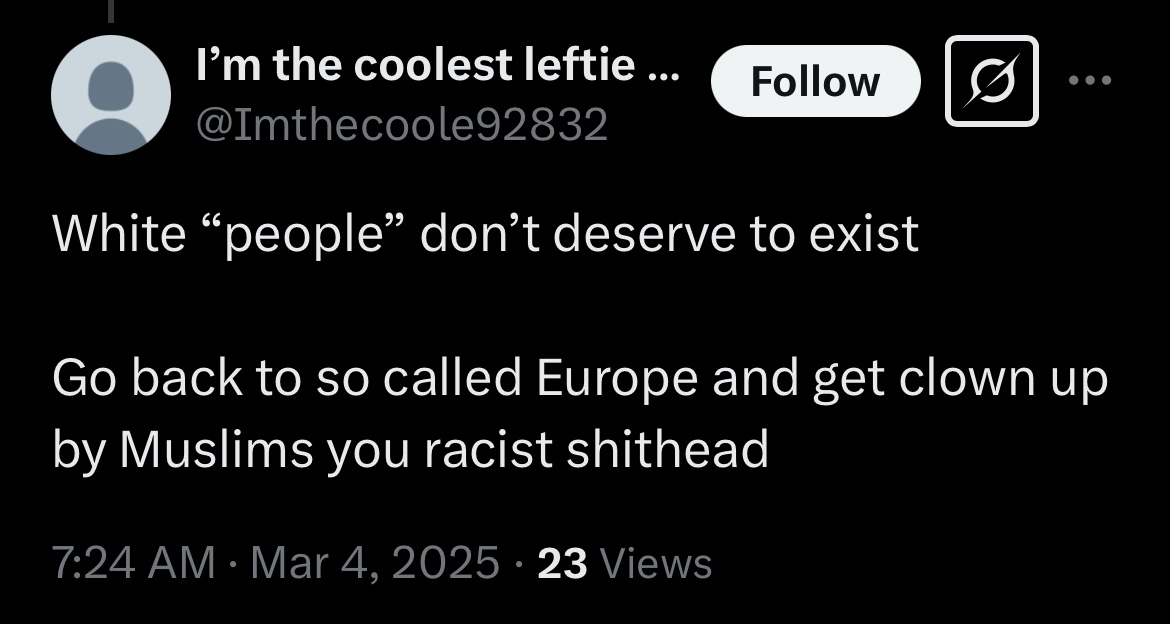 I’m the coolest leftie ...
Follow
@Imthecoole92832
White “people” don’t deserve to exist
Go back to so called Europe and get clown up
by Muslims you racist shithead
7:24 AM · Mar 4, 2025 · 23 Views